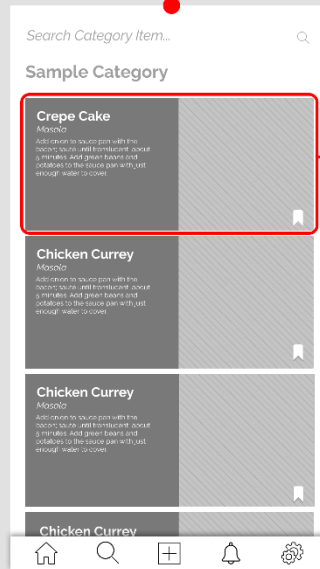 Search Category Item...
Sample Category
Crepe Cake
Masala
Add onion to sauce pan with the
bacon; sauté until translucent, about
5 minutes. Add green beans and
potatoes to the sauce pan with just
enough water to cover.
Chicken Currey
Masala
Add onion to sauce pan with the
bacon; sauté until translucent, about
5 minutes. Add green beans and
potatoes to the sauce pan with just
enough water to cover.
Chicken Currey
Masala
Add onion to sauce pan with the
bacon; sauté until translucent, about
5 minutes. Add green beans and
potatoes to the sauce pan with just
enough water to cover.
Chicken Currey